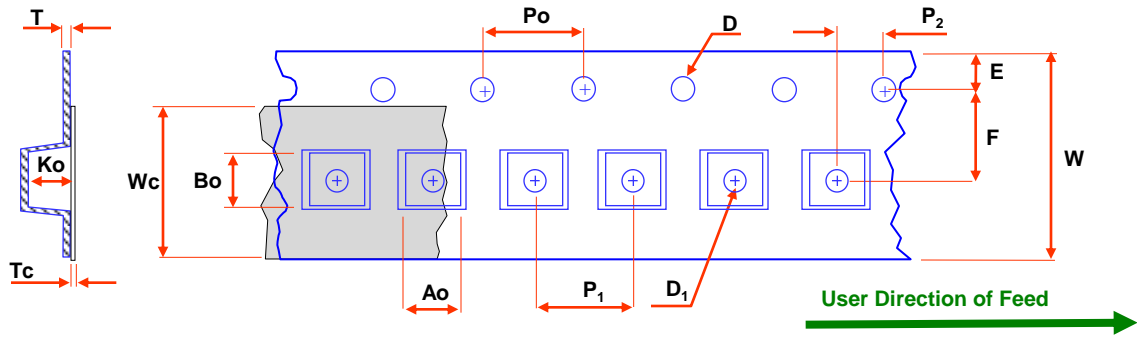 T
Po
D
P₂
E
F
W
Ko
Wc
Bo
Tc
Ao
P₁
D₁
User Direction of Feed